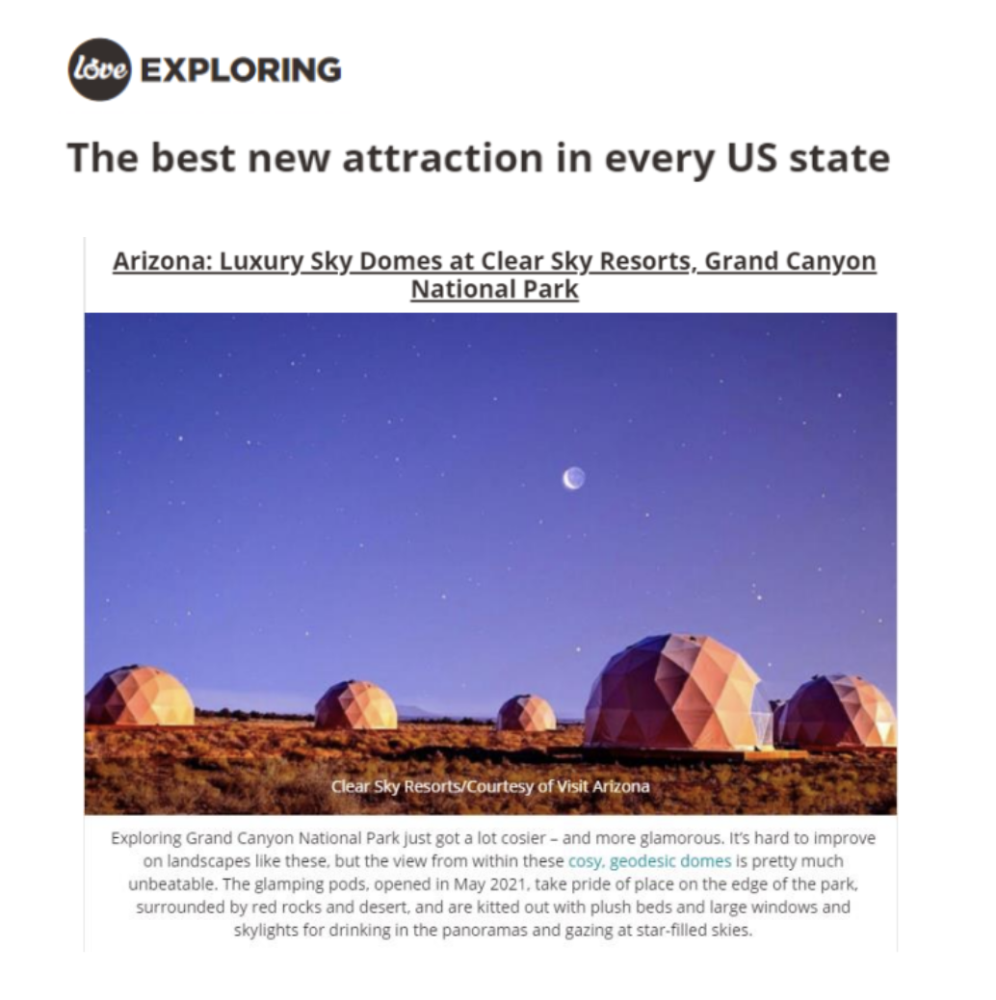 love EXPLORING
The best new attraction in every US state
Arizona: Luxury Sky Domes at Clear Sky Resorts, Grand Canyon
National Park
Clear Sky Resorts/Courtesy of Visit Arizona
Exploring Grand Canyon National Park just got a lot cosier – and more glamorous. It's hard to improve
on landscapes like these, but the view from within these cosy, geodesic domes is pretty much
unbeatable. The glamping pods, opened in May 2021, take pride of place on the edge of the park,
surrounded by red rocks and desert, and are kitted out with plush beds and large windows and
skylights for drinking in the panoramas and gazing at star-filled skies.